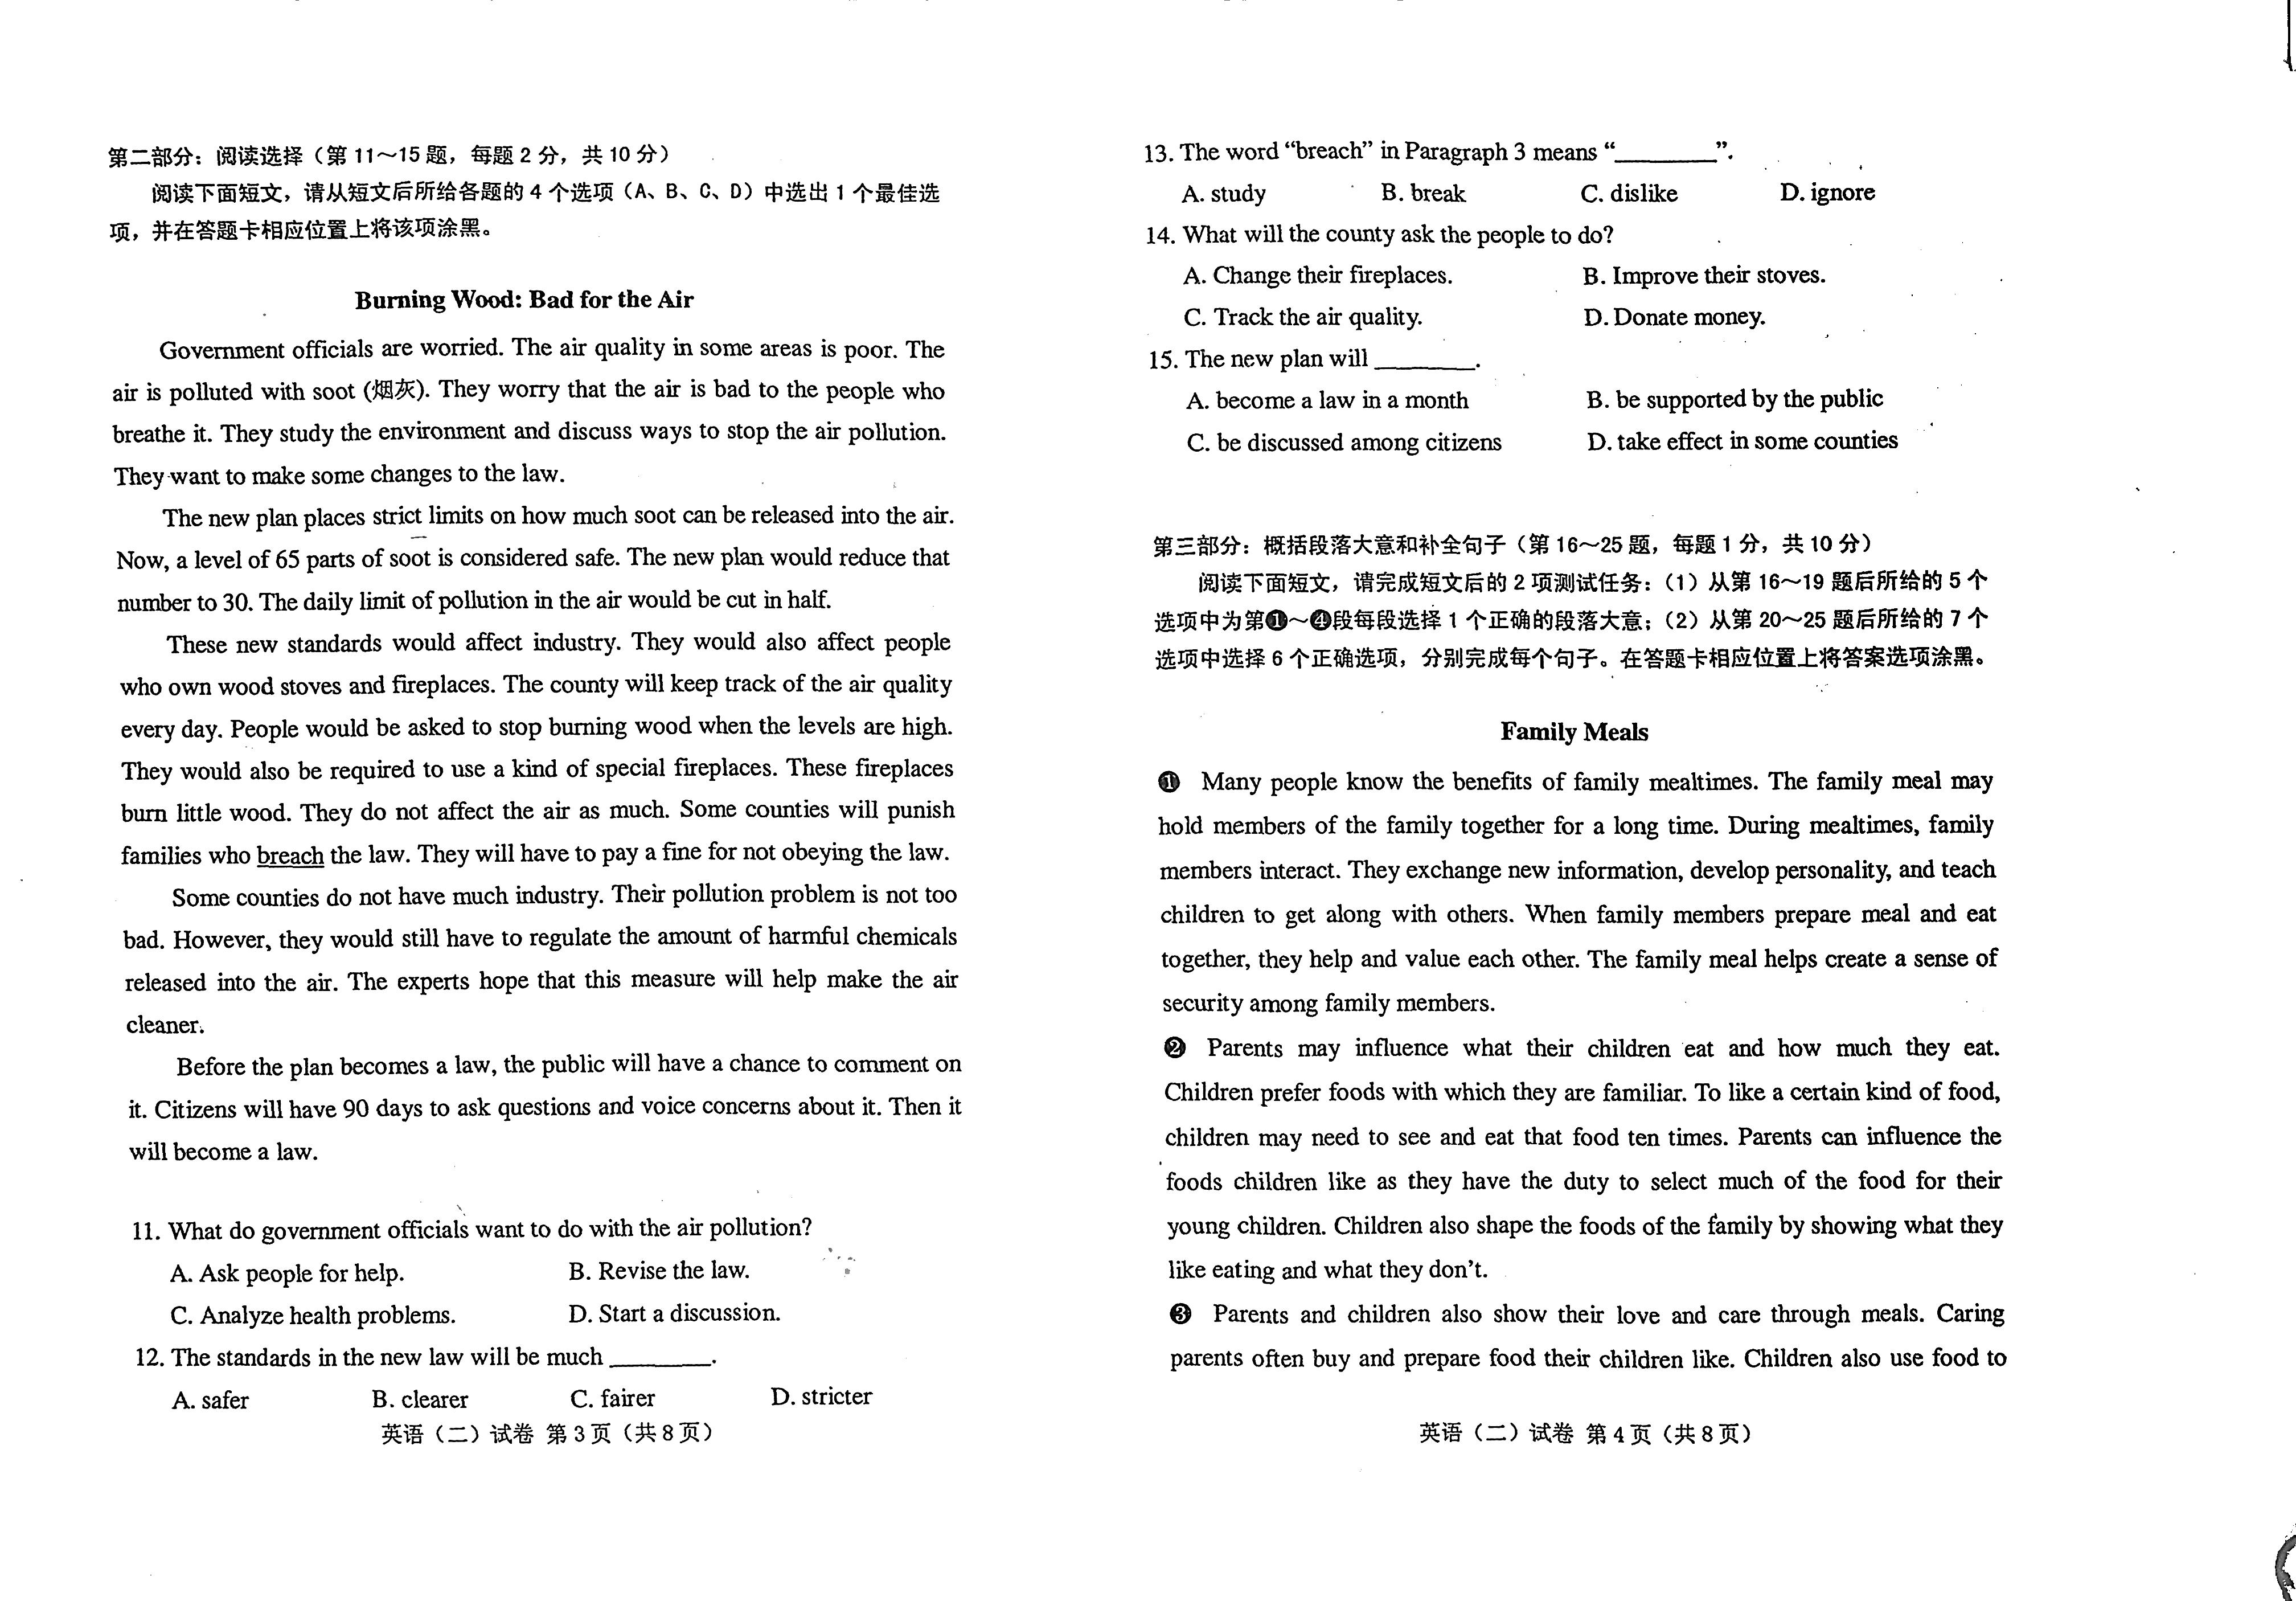 第二部分：阅读选择（第 11～15 题，每题 2 分，共 10 分）
阅读下面短文，请从短文后所给各题的 4 个选项（A、B、C、D）中选出 1 个最佳选
项，并在答题卡相应位置上将该项涂黑。
Burning Wood: Bad for the Air
Government officials are worried. The air quality in some areas is poor. The
air is polluted with soot (烟灰). They worry that the air is bad to the people who
breathe it. They study the environment and discuss ways to stop the air pollution.
They want to make some changes to the law.
The new plan places strict limits on how much soot can be released into the air.
Now, a level of 65 parts of soot is considered safe. The new plan would reduce that
number to 30. The daily limit of pollution in the air would be cut in half.
These new standards would affect industry. They would also affect people
who own wood stoves and fireplaces. The county will keep track of the air quality
every day. People would be asked to stop burning wood when the levels are high.
They would also be required to use a kind of special fireplaces. These fireplaces
burn little wood. They do not affect the air as much. Some counties will punish
families who breach the law. They will have to pay a fine for not obeying the law.
Some counties do not have much industry. Their pollution problem is not too
bad. However, they would still have to regulate the amount of harmful chemicals
released into the air. The experts hope that this measure will help make the air
cleaner.
Before the plan becomes a law, the public will have a chance to comment on
it. Citizens will have 90 days to ask questions and voice concerns about it. Then it
will become a law.
11. What do government officials want to do with the air pollution?
A. Ask people for help. B. Revise the law.
C. Analyze health problems. D. Start a discussion.
12. The standards in the new law will be much ________.
A. safer B. clearer C. fairer D. stricter
英语（二）试卷 第 3 页（共 8 页）
13. The word “breach” in Paragraph 3 means “________”.
A. study B. break C. dislike D. ignore
14. What will the county ask the people to do?
A. Change their fireplaces. B. Improve their stoves.
C. Track the air quality. D. Donate money.
15. The new plan will ________.
A. become a law in a month B. be supported by the public
C. be discussed among citizens D. take effect in some counties
第三部分：概括段落大意和补全句子（第 16～25 题，每题 1 分，共 10 分）
阅读下面短文，请完成短文后的 2 项测试任务：（1）从第 16～19 题后所给的 5 个
选项中为第❶～❹段每段选择 1 个正确的段落大意；（2）从第 20～25 题后所给的 7 个
选项中选择 6 个正确选项，分别完成每个句子。在答题卡相应位置上将答案选项涂黑。
Family Meals
❶ Many people know the benefits of family mealtimes. The family meal may
hold members of the family together for a long time. During mealtimes, family
members interact. They exchange new information, develop personality, and teach
children to get along with others. When family members prepare meal and eat
together, they help and value each other. The family meal helps create a sense of
security among family members.
❷ Parents may influence what their children eat and how much they eat.
Children prefer foods with which they are familiar. To like a certain kind of food,
children may need to see and eat that food ten times. Parents can influence the
foods children like as they have the duty to select much of the food for their
young children. Children also shape the foods of the family by showing what they
like eating and what they don’t.
❸ Parents and children also show their love and care through meals. Caring
parents often buy and prepare food their children like. Children also use food to
英语（二）试卷 第 4 页（共 8 页）